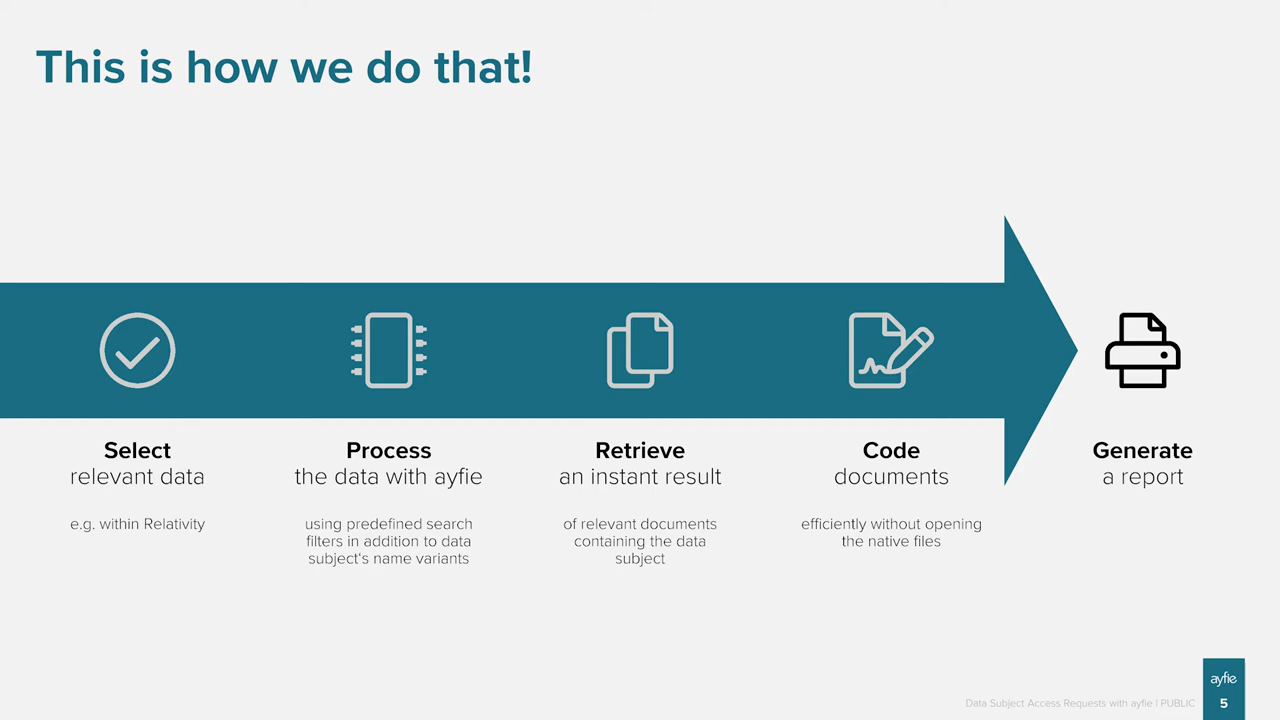 This is how we do that!
Select
relevant data
e.g. within Relativity
Process
the data with ayfie
using predefined search
filters in addition to data
subject's name variants
Retrieve
an instant result
of relevant documents
containing the data
subject
Code
documents
efficiently without opening
the native files
Generate
a report
Data Subject Access Requests with ayfie | PUBLIC
ayfie
5